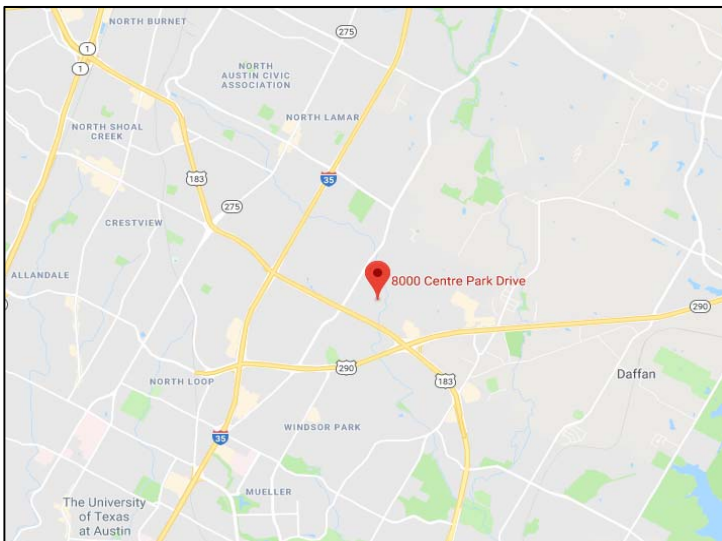 NORTH BURNET
275
1
1
NORTH
AUSTIN CIVIC
ASSOCIATION
NORTH LAMAR
NORTH SHOAL
CREEK
183
35
275
CRESTVIEW
ALLANDALE
8000 Centre Park Drive
290
290
Daffan
NORTH LOOP
183
WINDSOR PARK
35
MUELLER
The University
of Texas
at Austin